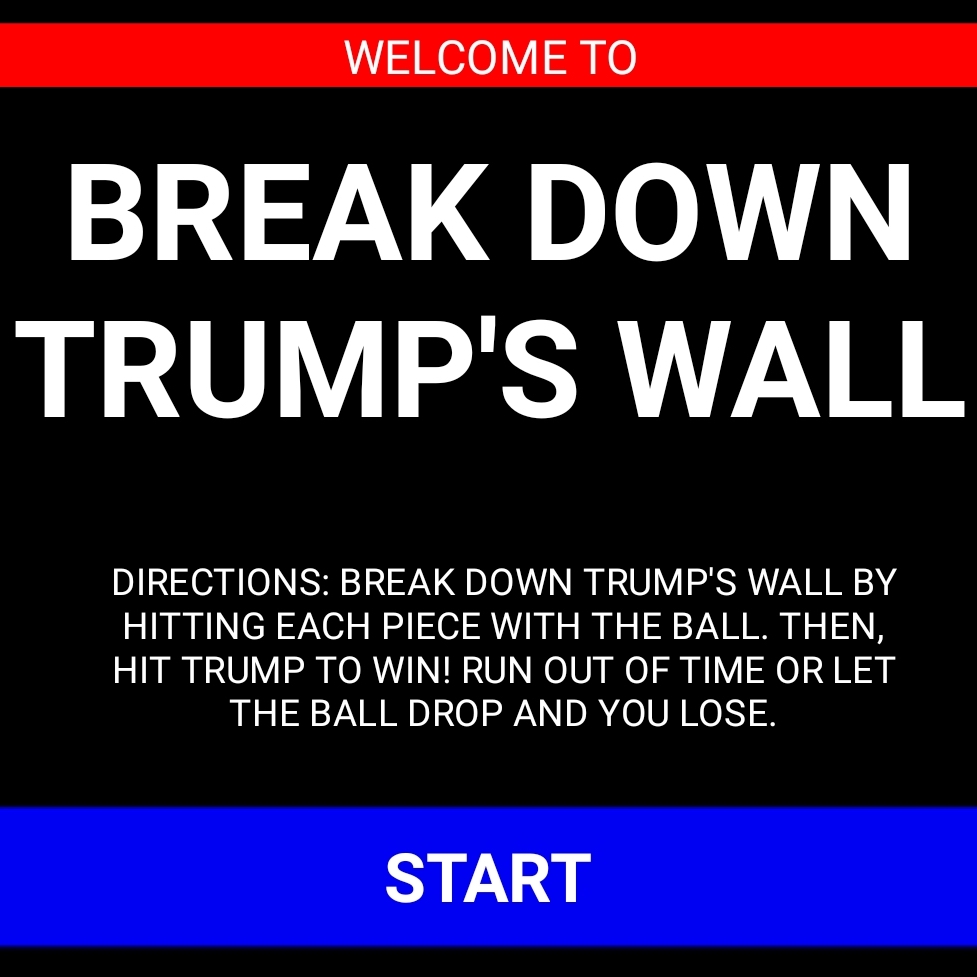 WELCOME TO
BREAK DOWN
TRUMP'S WALL
DIRECTIONS: BREAK DOWN TRUMP'S WALL BY
HITTING EACH PIECE WITH THE BALL. THEN,
HIT TRUMP TO WIN! RUN OUT OF TIME OR LET
THE BALL DROP AND YOU LOSE.
START